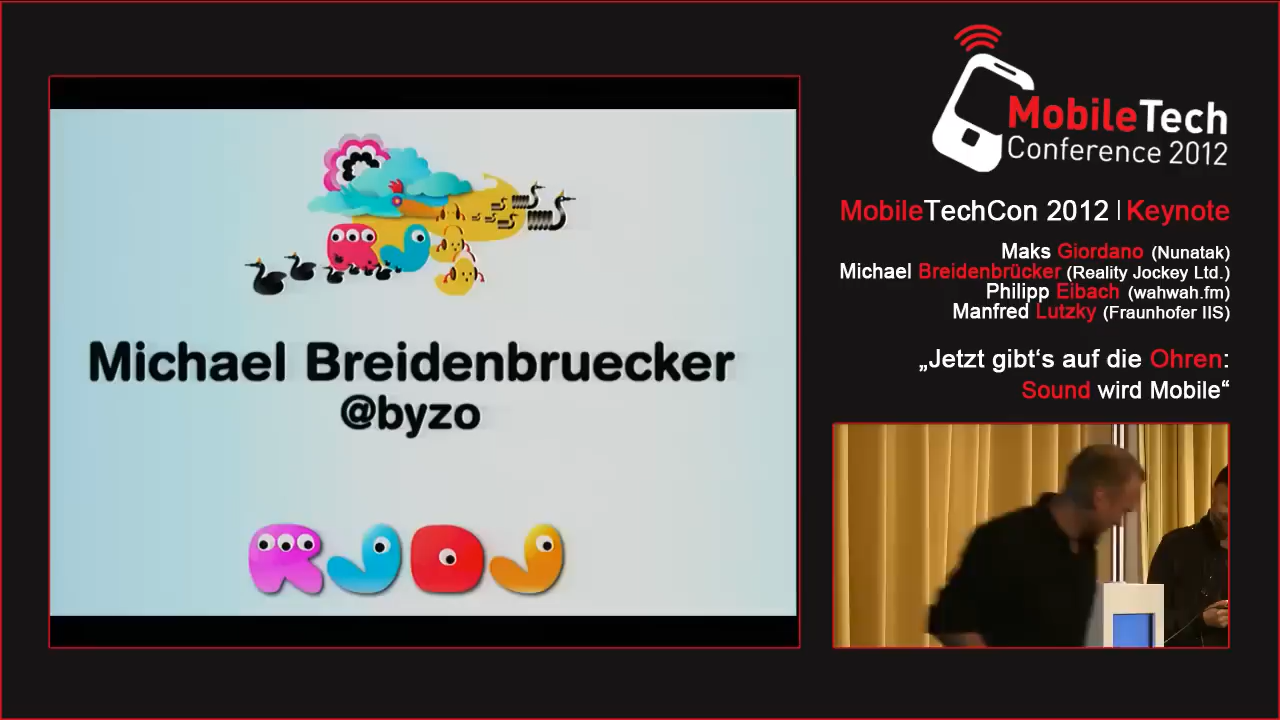 Michael Breidenbruecker
@byzo
RJDJ
MobileTech
Conference 2012
MobileTechCon 2012 | Keynote
Maks Giordano (Nunatak)
Michael Breidenbrücker (Reality Jockey Ltd.)
Philipp Eibach (wahwah.fm)
Manfred Lutzky (Fraunhofer IIS)
„Jetzt gibt‘s auf die Ohren:
Sound wird Mobile“